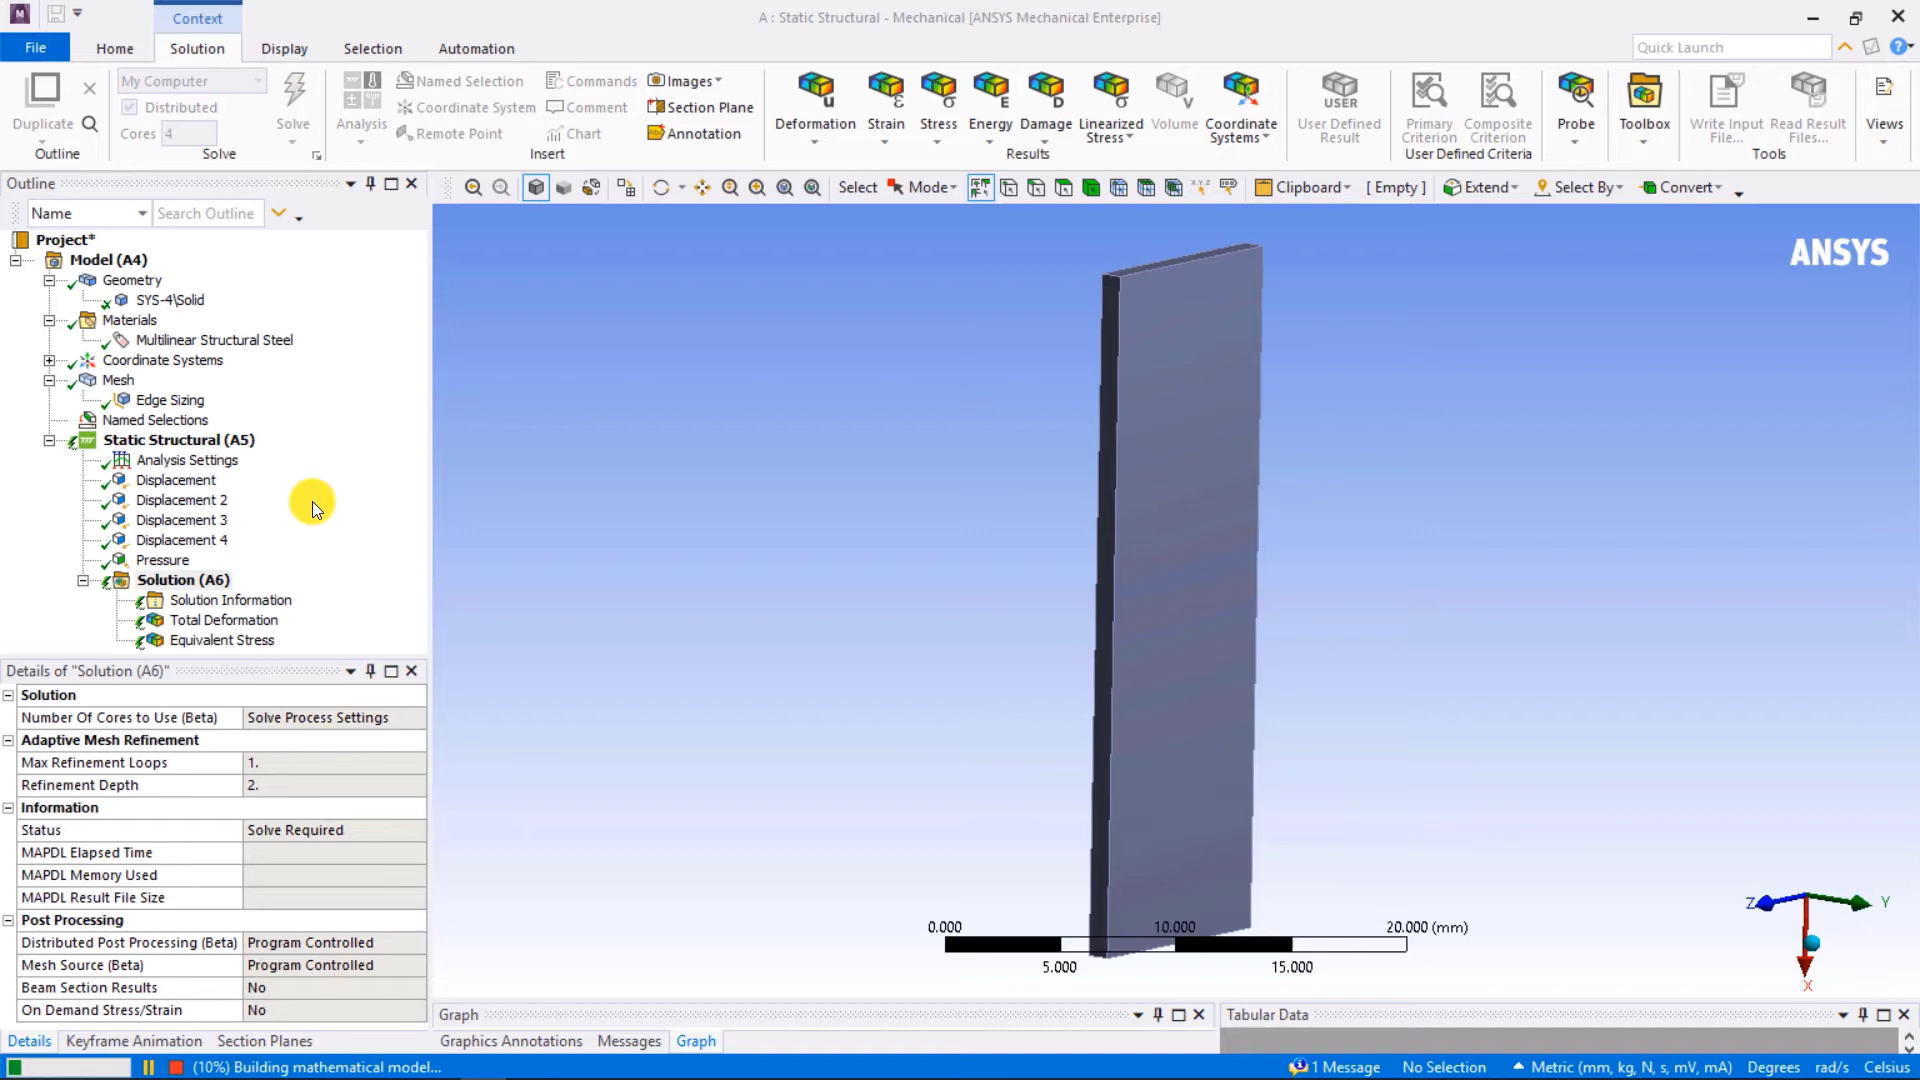 Context
A : Static Structural - Mechanical [ANSYS Mechanical Enterprise]
File
Home
Solution
Display
Selection
Automation
Quick Launch
Duplicate
Outline
My Computer
Distributed
Cores 4
Solve
Solve
Analysis
Named Selection
Coordinate System
Remote Point
Commands
Comment
Chart
Images
Section Plane
Annotation
Insert
Deformation
Strain
Stress
Energy
Damage
Linearized Stress
Volume
Coordinate Systems
Results
USER
User Defined Result
Primary Criterion
Composite Criterion
User Defined Criteria
Probe
Toolbox
Write Input File...
Read Result Files...
Tools
Views
Outline
Name
Search Outline
Select
Mode
Clipboard
[ Empty ]
Extend
Select By
Convert
Project*
Model (A4)
Geometry
SYS-4\Solid
Materials
Multilinear Structural Steel
Coordinate Systems
Mesh
Edge Sizing
Named Selections
Static Structural (A5)
Analysis Settings
Displacement
Displacement 2
Displacement 3
Displacement 4
Pressure
Solution (A6)
Solution Information
Total Deformation
Equivalent Stress
Details of "Solution (A6)"
Solution
Number Of Cores to Use (Beta) Solve Process Settings
Adaptive Mesh Refinement
Max Refinement Loops 1.
Refinement Depth 2.
Information
Status Solve Required
MAPDL Elapsed Time
MAPDL Memory Used
MAPDL Result File Size
Post Processing
Distributed Post Processing (Beta) Program Controlled
Mesh Source (Beta) Program Controlled
Beam Section Results No
On Demand Stress/Strain No
Details
Keyframe Animation
Section Planes
ANSYS
0.000 10.000 20.000 (mm)
5.000 15.000
Z
Y
X
Graph
Tabular Data
Graphics Annotations
Messages
Graph
(10%) Building mathematical model...
1 Message
No Selection
Metric (mm, kg, N, s, mV, mA)
Degrees
rad/s
Celsius